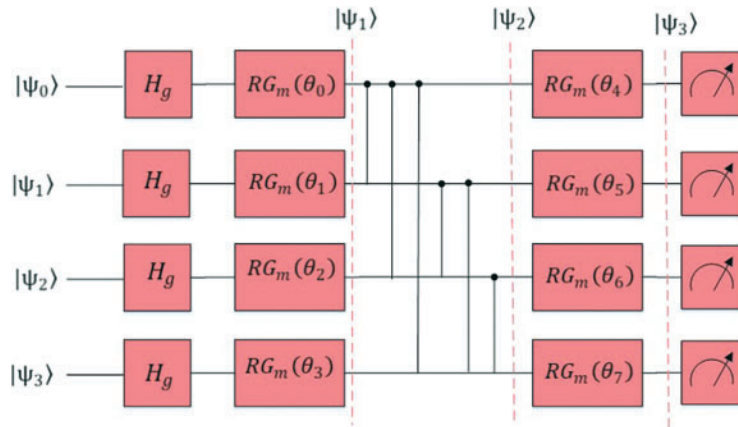 |ψ₁⟩ |ψ₂⟩ |ψ₃⟩
|ψ₀⟩ H_g RG_m(θ₀) RG_m(θ₄)
|ψ₁⟩ H_g RG_m(θ₁) RG_m(θ₅)
|ψ₂⟩ H_g RG_m(θ₂) RG_m(θ₆)
|ψ₃⟩ H_g RG_m(θ₃) RG_m(θ₇)